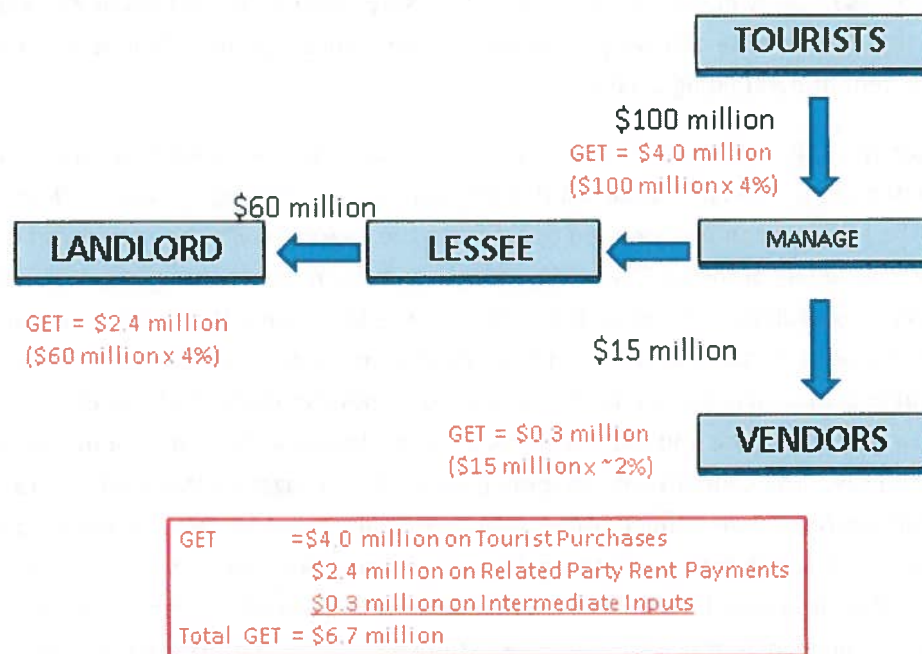 TOURISTS
$100 million
GET = $4.0 million
($100 million x 4%)
$60 million
LANDLORD
LESSEE
MANAGE
GET = $2.4 million
($60 million x 4%)
$15 million
GET = $0.3 million
($15 million x ~2%)
VENDORS
GET =$4.0 million on Tourist Purchases
$2.4 million on Related Party Rent Payments
$0.3 million on Intermediate Inputs
Total GET = $6.7 million